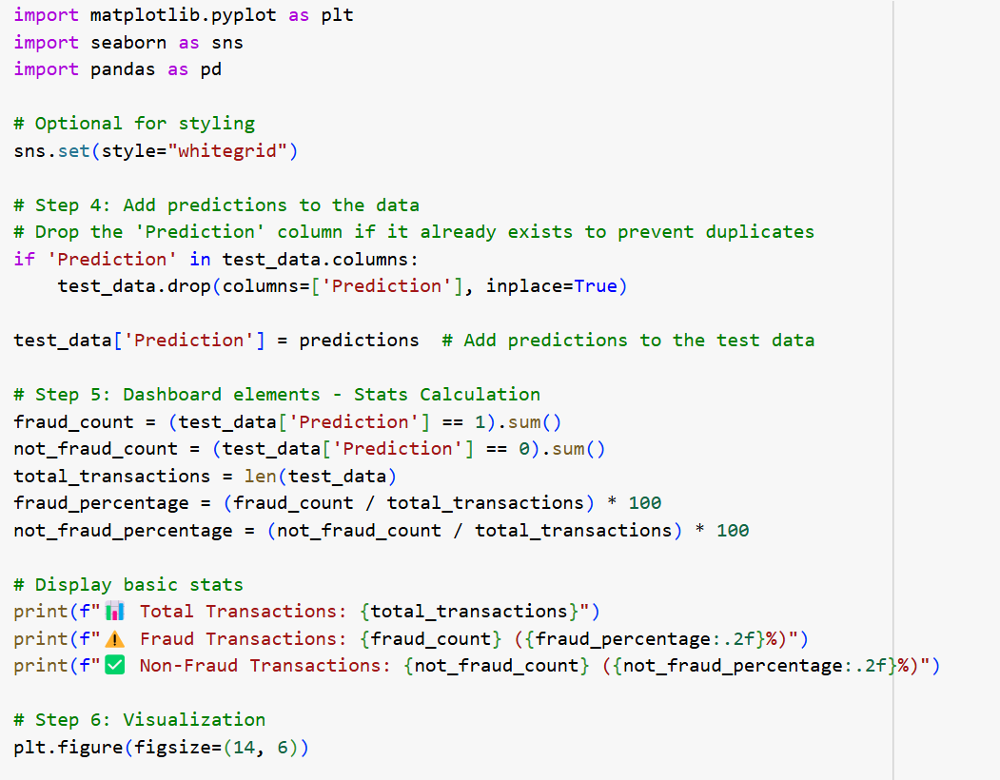 import matplotlib.pyplot as plt
import seaborn as sns
import pandas as pd
# Optional for styling
sns.set(style="whitegrid")
# Step 4: Add predictions to the data
# Drop the 'Prediction' column if it already exists to prevent duplicates
if 'Prediction' in test_data.columns:
    test_data.drop(columns=['Prediction'], inplace=True)
test_data['Prediction'] = predictions  # Add predictions to the test data
# Step 5: Dashboard elements - Stats Calculation
fraud_count = (test_data['Prediction'] == 1).sum()
not_fraud_count = (test_data['Prediction'] == 0).sum()
total_transactions = len(test_data)
fraud_percentage = (fraud_count / total_transactions) * 100
not_fraud_percentage = (not_fraud_count / total_transactions) * 100
# Display basic stats
print(f"📊 Total Transactions: {total_transactions}")
print(f"⚠️ Fraud Transactions: {fraud_count} ({fraud_percentage:.2f}%)")
print(f"✅ Non-Fraud Transactions: {not_fraud_count} ({not_fraud_percentage:.2f}%)")
# Step 6: Visualization
plt.figure(figsize=(14, 6))